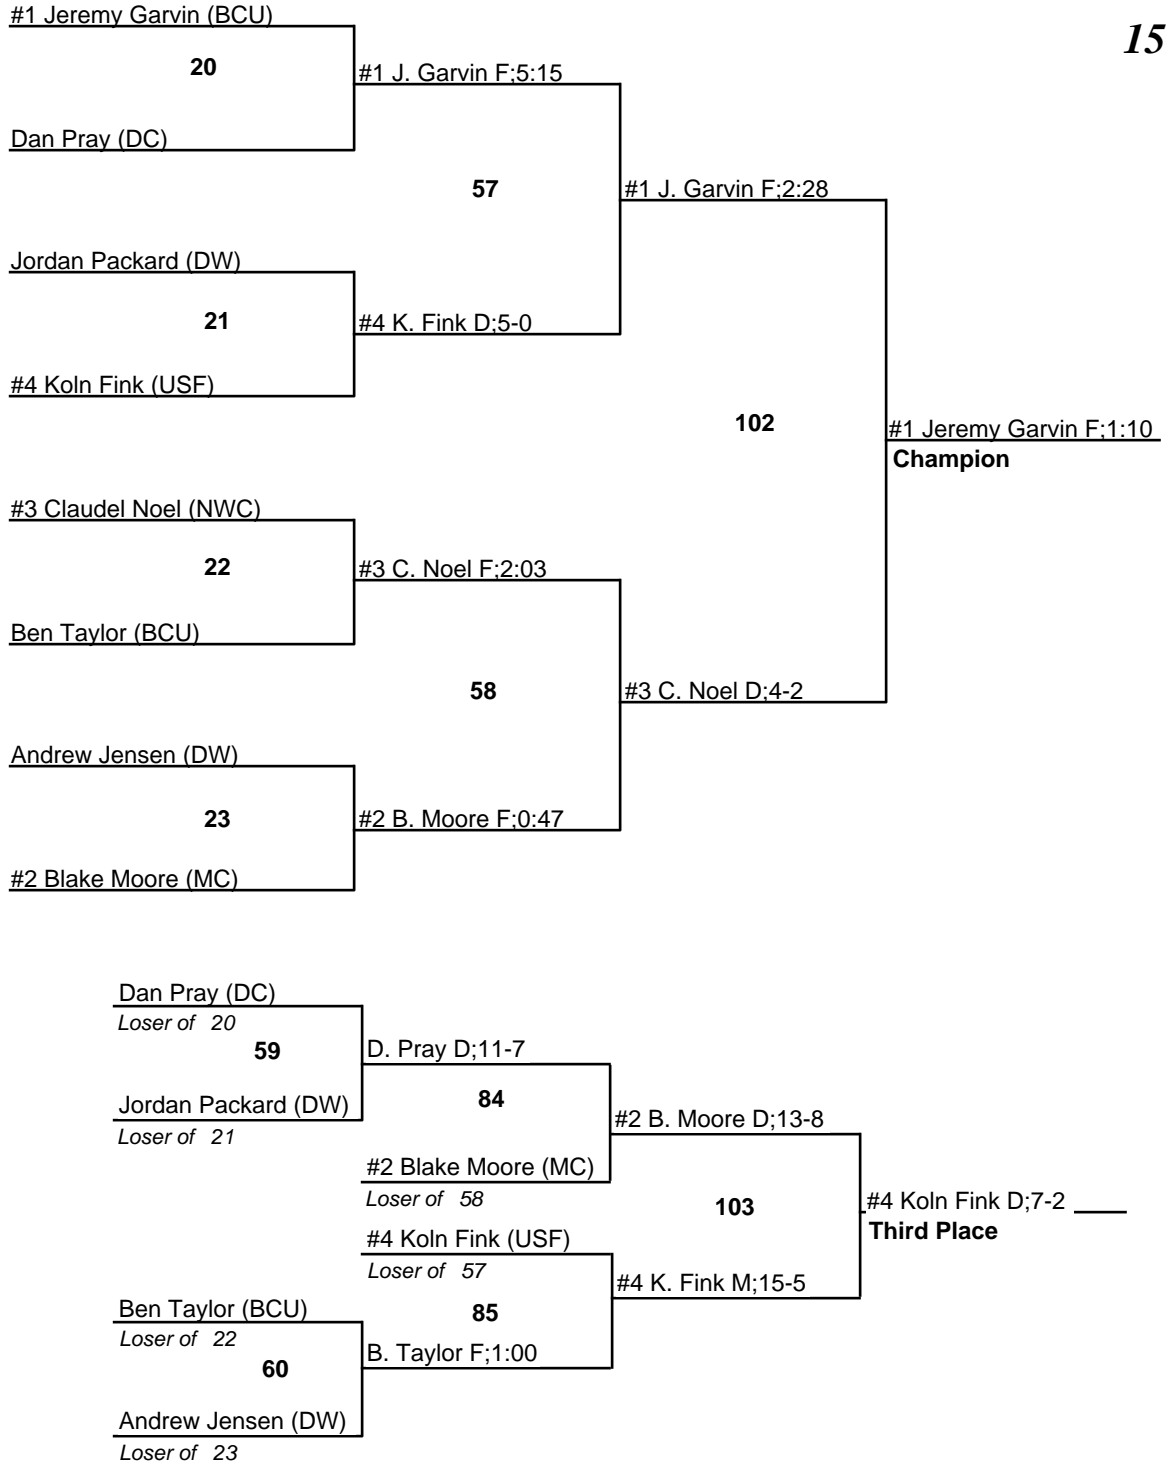 #1 Jeremy Garvin (BCU)
15
20
#1 J. Garvin F;5:15
Dan Pray (DC)
57
#1 J. Garvin F;2:28
Jordan Packard (DW)
21
#4 K. Fink D;5-0
#4 Koln Fink (USF)
102
#1 Jeremy Garvin F;1:10
Champion
#3 Claudel Noel (NWC)
22
#3 C. Noel F;2:03
Ben Taylor (BCU)
58
#3 C. Noel D;4-2
Andrew Jensen (DW)
23
#2 B. Moore F;0:47
#2 Blake Moore (MC)
Dan Pray (DC)
Loser of 20
59
D. Pray D;11-7
Jordan Packard (DW)
Loser of 21
84
#2 B. Moore D;13-8
#2 Blake Moore (MC)
Loser of 58
103
#4 Koln Fink D;7-2
Third Place
#4 Koln Fink (USF)
Loser of 57
#4 K. Fink M;15-5
Ben Taylor (BCU)
Loser of 22
85
60
B. Taylor F;1:00
Andrew Jensen (DW)
Loser of 23